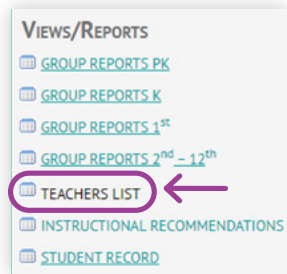 VIEWS/REPORTS
GROUP REPORTS PK
GROUP REPORTS K
GROUP REPORTS 1st
GROUP REPORTS 2nd – 12th
TEACHERS LIST
INSTRUCTIONAL RECOMMENDATIONS
STUDENT RECORD